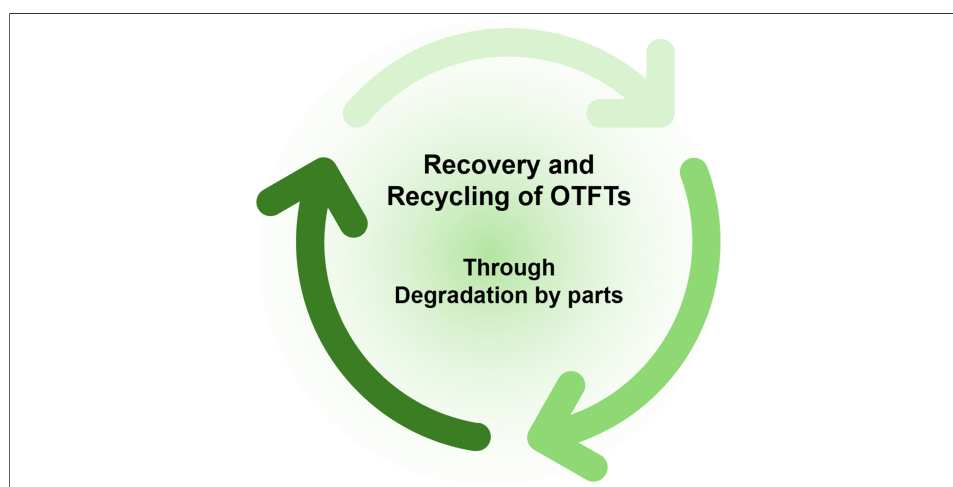 Recovery and
Recycling of OTFTs
Through
Degradation by parts